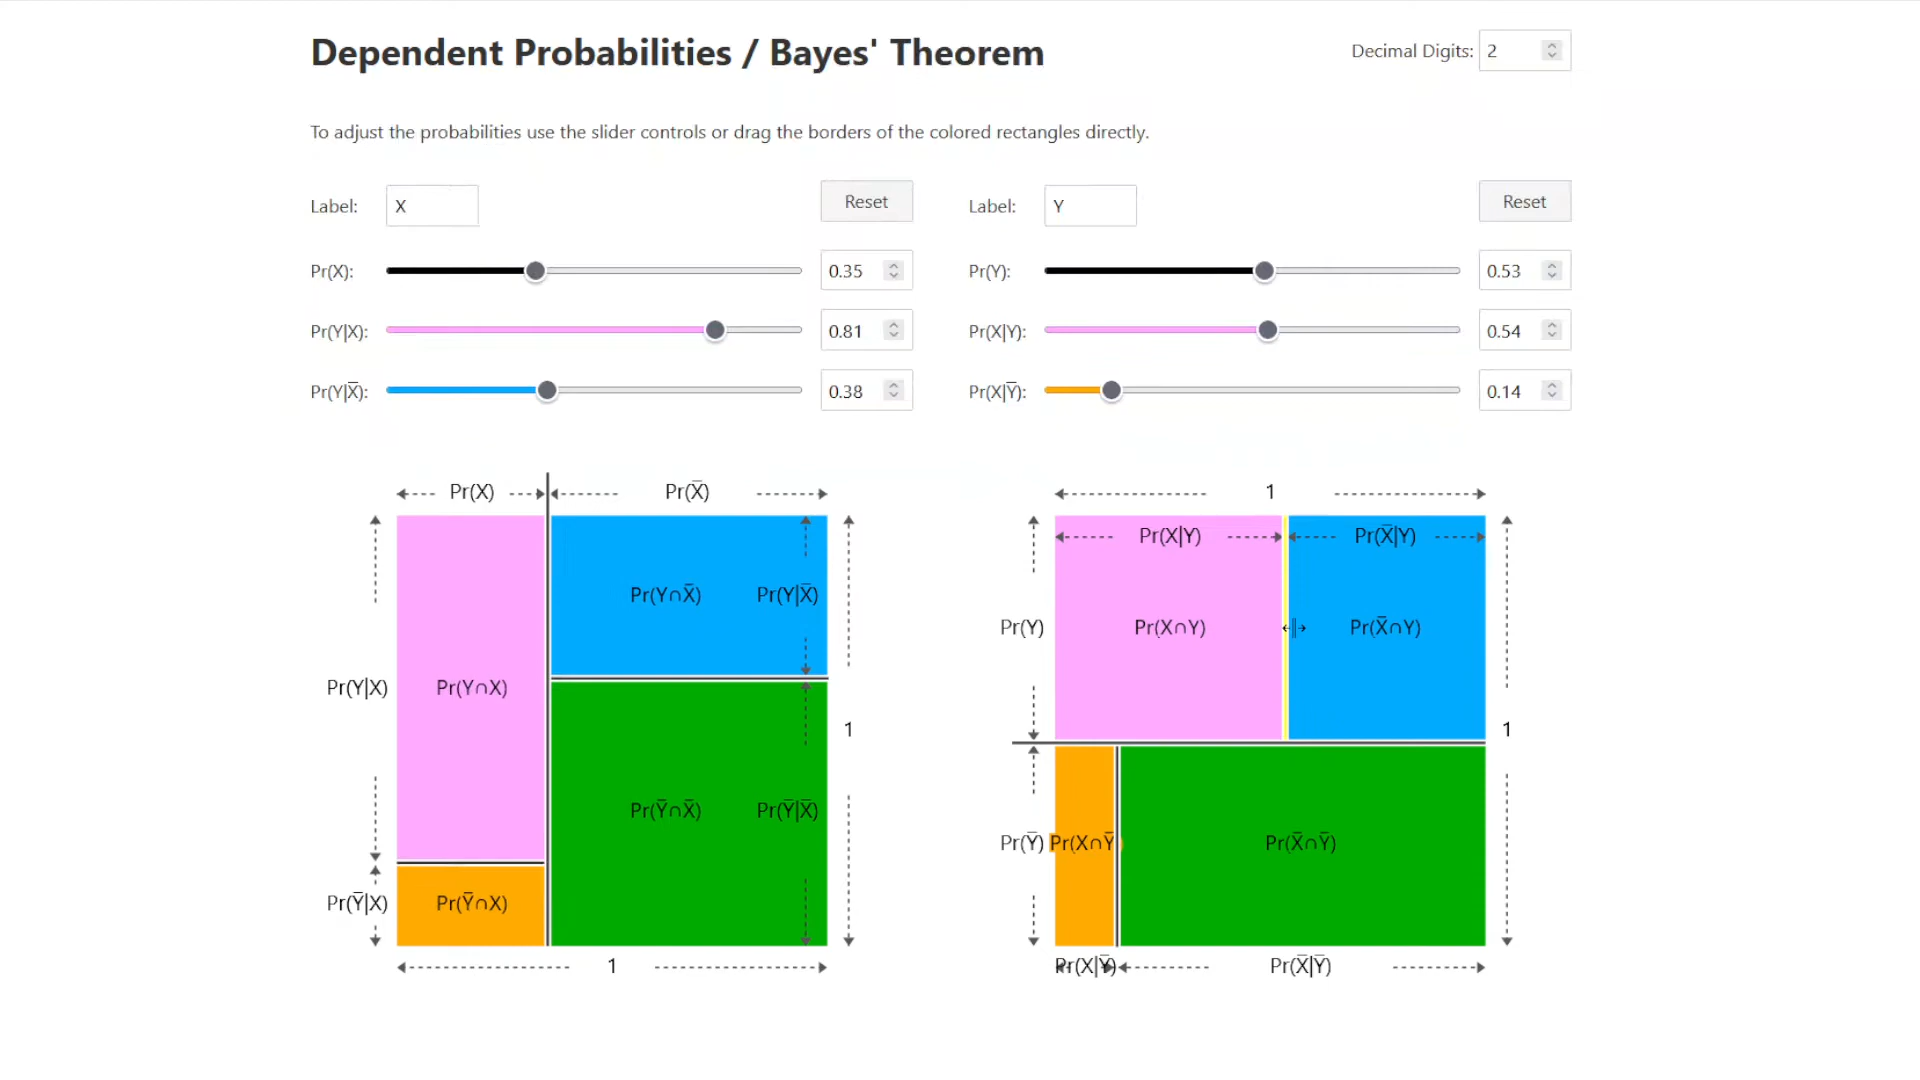 Dependent Probabilities / Bayes' Theorem
Decimal Digits: 2
To adjust the probabilities use the slider controls or drag the borders of the colored rectangles directly.
Label: X Reset
Label: Y Reset
Pr(X): 0.35
Pr(Y): 0.53
Pr(Y|X): 0.81
Pr(X|Y): 0.54
Pr(Y|X̅): 0.38
Pr(X|Y̅): 0.14
Pr(X) Pr(X̅)
Pr(Y∩X̅) Pr(Y|X̅)
Pr(Y|X) Pr(Y∩X)
1
Pr(Y̅∩X̅) Pr(Y̅|X̅)
Pr(Y̅|X) Pr(Y̅∩X)
1
1
Pr(X|Y) Pr(X̅|Y)
Pr(Y) Pr(X∩Y) Pr(X̅∩Y)
1
Pr(Y̅) Pr(X∩Y̅) Pr(X̅∩Y̅)
Pr(X|Y̅) Pr(X̅|Y̅)